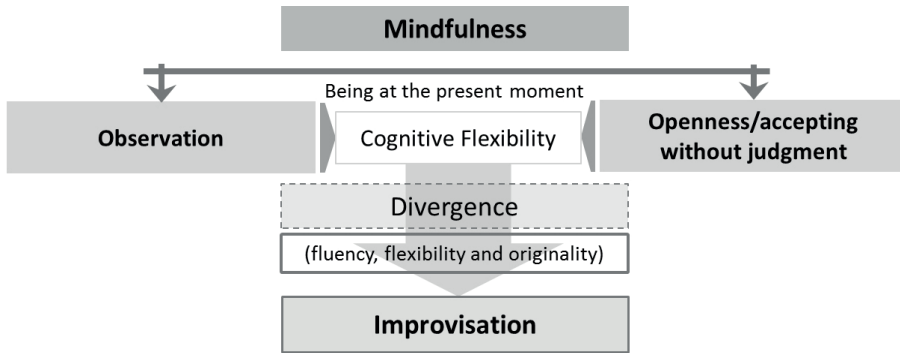 Mindfulness
Being at the present moment
Observation
Cognitive Flexibility
Openness/accepting
without judgment
Divergence
(fluency, flexibility and originality)
Improvisation